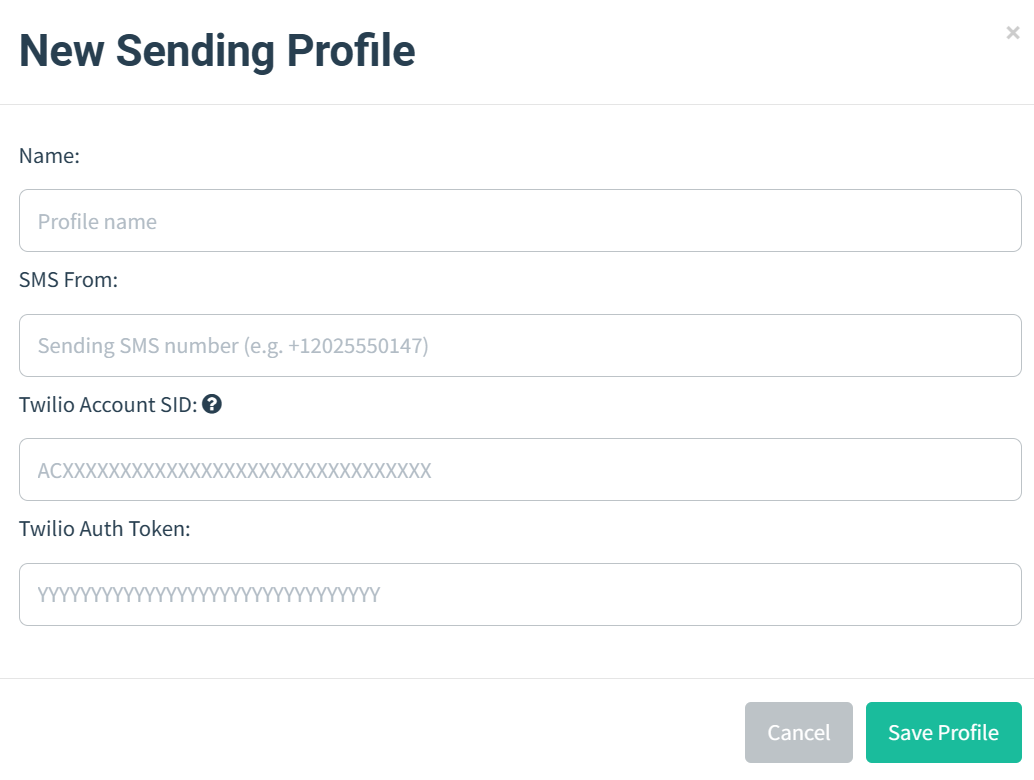 New Sending Profile
×
Name:
Profile name
SMS From:
Sending SMS number (e.g. +12025550147)
Twilio Account SID: ?
ACXXXXXXXXXXXXXXXXXXXXXXXXXXXXXXXX
Twilio Auth Token:
YYYYYYYYYYYYYYYYYYYYYYYYYYYYYYYY
Cancel
Save Profile